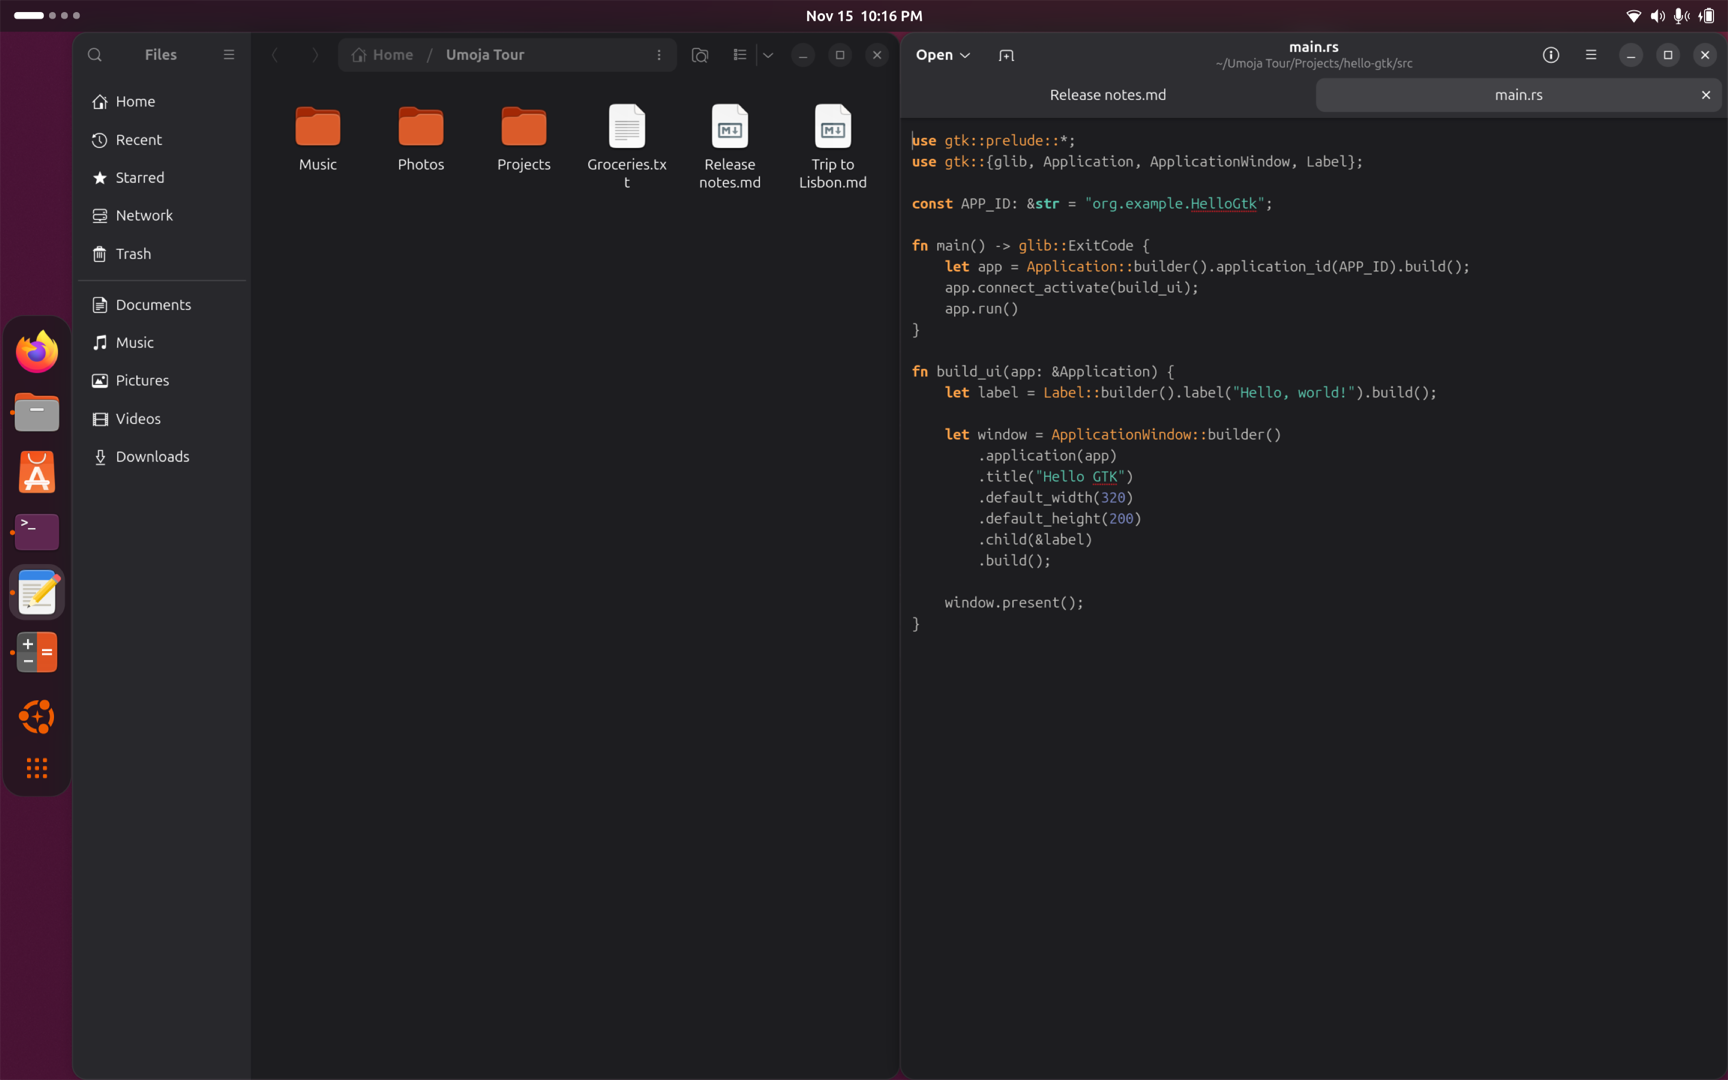 Nov 15 10:16 PM
Files
Home / Umoja Tour
Home
Recent
Starred
Network
Trash
Documents
Music
Pictures
Videos
Downloads
Music
Photos
Projects
Groceries.tx
t
Release
notes.md
Trip to
Lisbon.md
Open
main.rs
~/Umoja Tour/Projects/hello-gtk/src
Release notes.md
main.rs
use gtk::prelude::*;
use gtk::{glib, Application, ApplicationWindow, Label};
const APP_ID: &str = "org.example.HelloGtk";
fn main() -> glib::ExitCode {
    let app = Application::builder().application_id(APP_ID).build();
    app.connect_activate(build_ui);
    app.run()
}
fn build_ui(app: &Application) {
    let label = Label::builder().label("Hello, world!").build();
    let window = ApplicationWindow::builder()
        .application(app)
        .title("Hello GTK")
        .default_width(320)
        .default_height(200)
        .child(&label)
        .build();
    window.present();
}